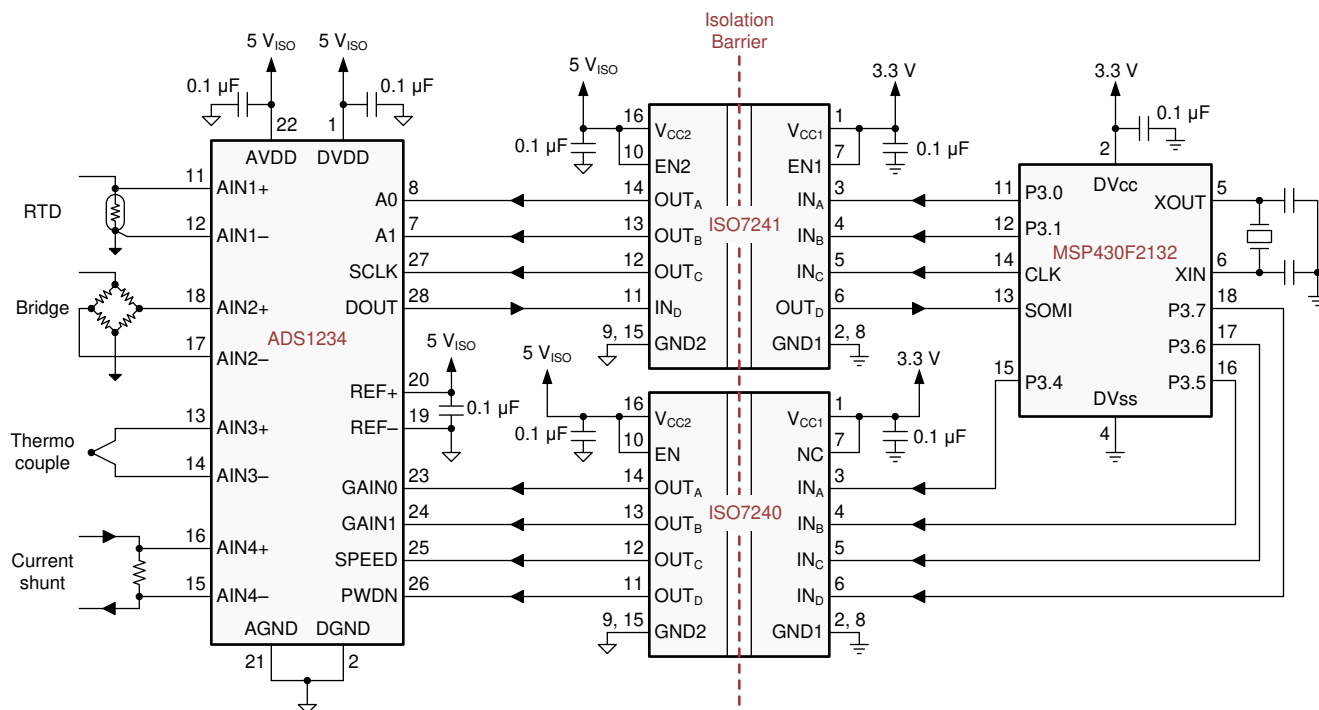 Isolation
Barrier
5 VISO
5 VISO
0.1 µF
0.1 µF
22
1
AVDD
DVDD
11
AIN1+
RTD
12
AIN1–
18
AIN2+
Bridge
17
AIN2–
13
AIN3+
Thermo
couple
14
AIN3–
16
AIN4+
Current
shunt
15
AIN4–
ADS1234
A0
8
A1
7
SCLK
27
DOUT
28
REF+
20
REF–
19
5 VISO
0.1 µF
GAIN0
23
GAIN1
24
SPEED
25
PWDN
26
AGND
DGND
21
2
5 VISO
0.1 µF
16
VCC2
10
EN2
14
OUTA
13
OUTB
12
OUTC
11
IND
9, 15
GND2
ISO7241
3.3 V
0.1 µF
VCC1
1
EN1
7
INA
3
INB
4
INC
5
OUTD
6
GND1
2, 8
5 VISO
0.1 µF
16
VCC2
10
EN
14
OUTA
13
OUTB
12
OUTC
11
OUTD
9, 15
GND2
ISO7240
3.3 V
0.1 µF
VCC1
1
NC
7
INA
3
INB
4
INC
5
IND
6
GND1
2, 8
3.3 V
0.1 µF
2
DVcc
11
P3.0
12
P3.1
14
CLK
13
SOMI
15
P3.4
MSP430F2132
XOUT
5
XIN
6
P3.7
18
P3.6
17
P3.5
16
DVss
4